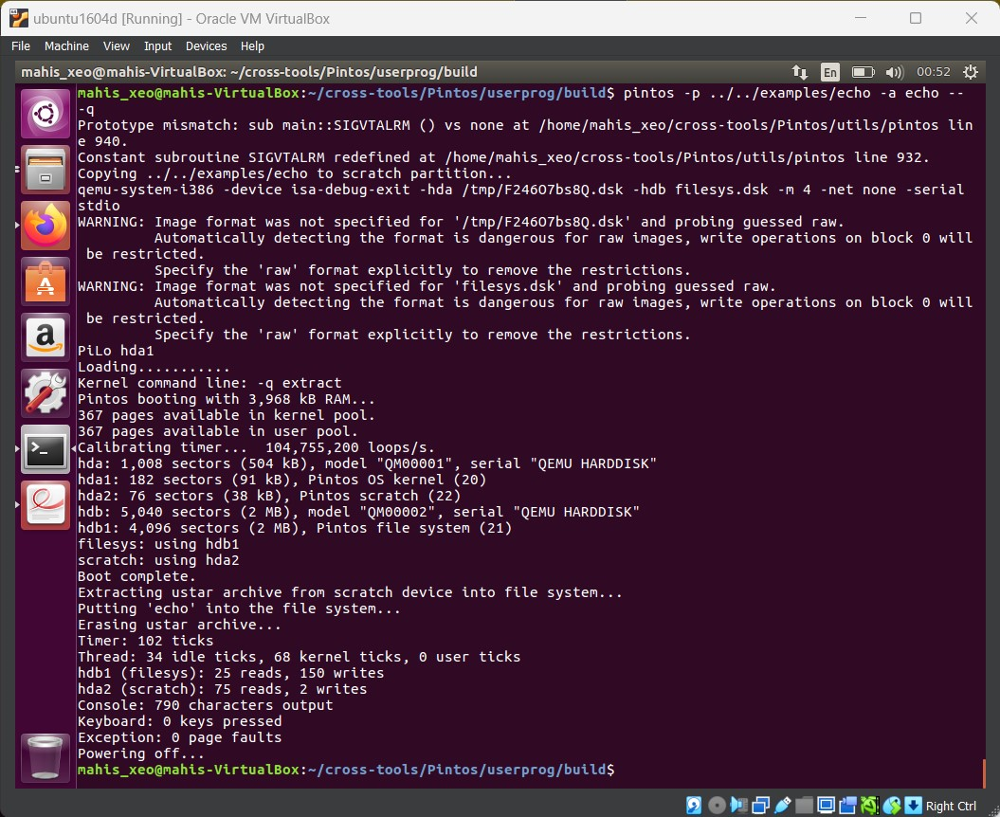 ubuntu1604d [Running] - Oracle VM VirtualBox
File Machine View Input Devices Help
mahis_xeo@mahis-VirtualBox: ~/cross-tools/Pintos/userprog/build En 00:52
mahis_xeo@mahis-VirtualBox:~/cross-tools/Pintos/userprog/build$ pintos -p ../../examples/echo -a echo --
-q
Prototype mismatch: sub main::SIGVTALRM () vs none at /home/mahis_xeo/cross-tools/Pintos/utils/pintos lin
e 940.
Constant subroutine SIGVTALRM redefined at /home/mahis_xeo/cross-tools/Pintos/utils/pintos line 932.
Copying ../../examples/echo to scratch partition...
qemu-system-i386 -device isa-debug-exit -hda /tmp/F246O7bs8Q.dsk -hdb filesys.dsk -m 4 -net none -serial
stdio
WARNING: Image format was not specified for '/tmp/F246O7bs8Q.dsk' and probing guessed raw.
Automatically detecting the format is dangerous for raw images, write operations on block 0 will
be restricted.
Specify the 'raw' format explicitly to remove the restrictions.
WARNING: Image format was not specified for 'filesys.dsk' and probing guessed raw.
Automatically detecting the format is dangerous for raw images, write operations on block 0 will
be restricted.
Specify the 'raw' format explicitly to remove the restrictions.
PiLo hda1
Loading...........
Kernel command line: -q extract
Pintos booting with 3,968 kB RAM...
367 pages available in kernel pool.
367 pages available in user pool.
Calibrating timer...  104,755,200 loops/s.
hda: 1,008 sectors (504 kB), model "QM00001", serial "QEMU HARDDISK"
hda1: 182 sectors (91 kB), Pintos OS kernel (20)
hda2: 76 sectors (38 kB), Pintos scratch (22)
hdb: 5,040 sectors (2 MB), model "QM00002", serial "QEMU HARDDISK"
hdb1: 4,096 sectors (2 MB), Pintos file system (21)
filesys: using hdb1
scratch: using hda2
Boot complete.
Extracting ustar archive from scratch device into file system...
Putting 'echo' into the file system...
Erasing ustar archive...
Timer: 102 ticks
Thread: 34 idle ticks, 68 kernel ticks, 0 user ticks
hdb1 (filesys): 25 reads, 150 writes
hda2 (scratch): 75 reads, 2 writes
Console: 790 characters output
Keyboard: 0 keys pressed
Exception: 0 page faults
Powering off...
mahis_xeo@mahis-VirtualBox:~/cross-tools/Pintos/userprog/build$
Right Ctrl